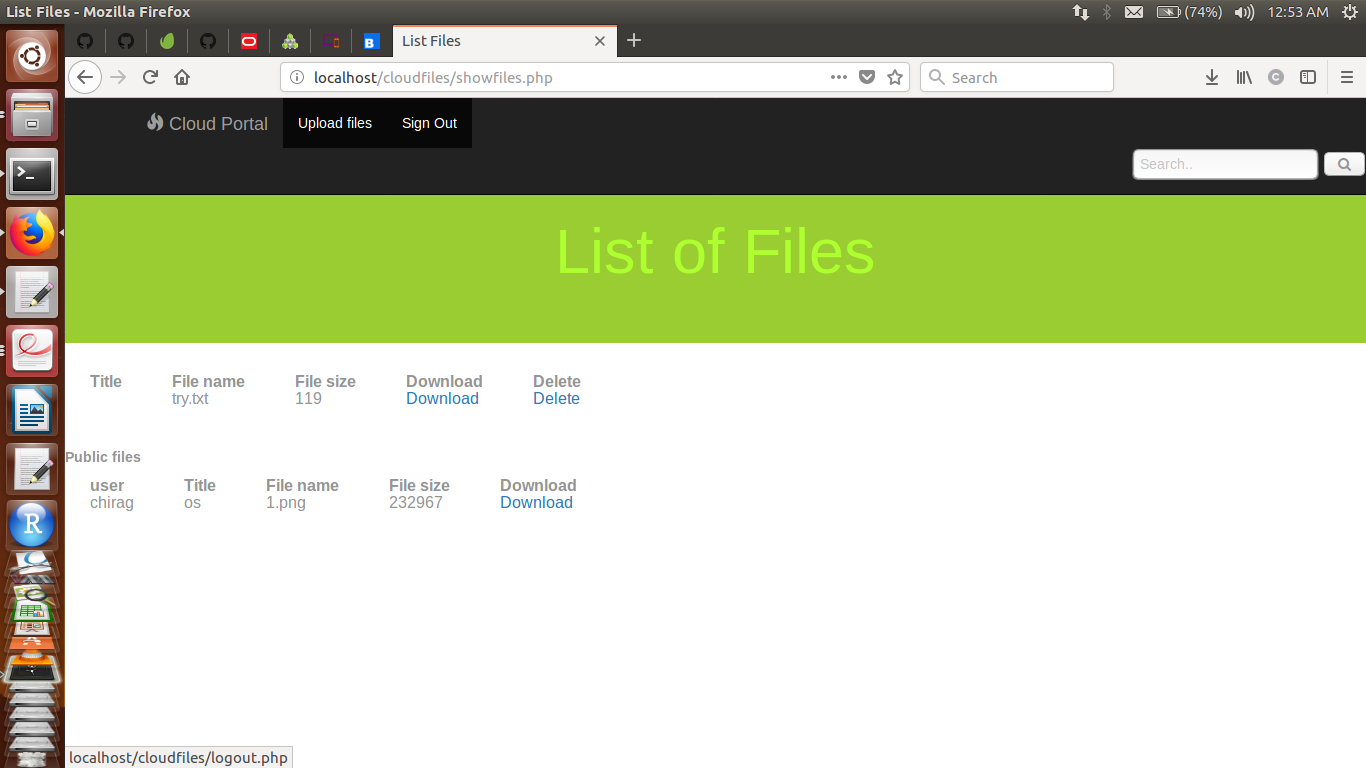 List Files - Mozilla Firefox
(74%) 12:53 AM
List Files
localhost/cloudfiles/showfiles.php
Search
Cloud Portal Upload files Sign Out
Search..
List of Files
Title File name File size Download Delete
try.txt 119 Download Delete
Public files
user Title File name File size Download
chirag os 1.png 232967 Download
localhost/cloudfiles/logout.php